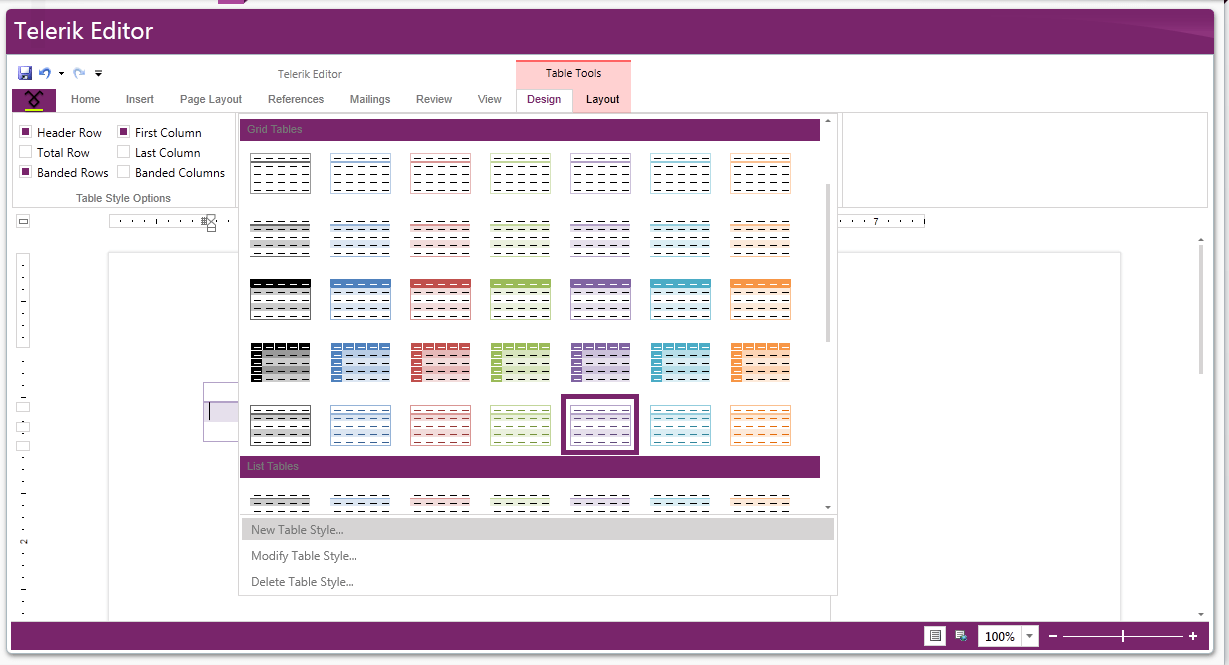 Telerik Editor
Telerik Editor
Table Tools
Home Insert Page Layout References Mailings Review View Design Layout
Header Row First Column
Total Row Last Column
Banded Rows Banded Columns
Table Style Options
Grid Tables
1
7
List Tables
New Table Style...
2
Modify Table Style...
Delete Table Style...
100%